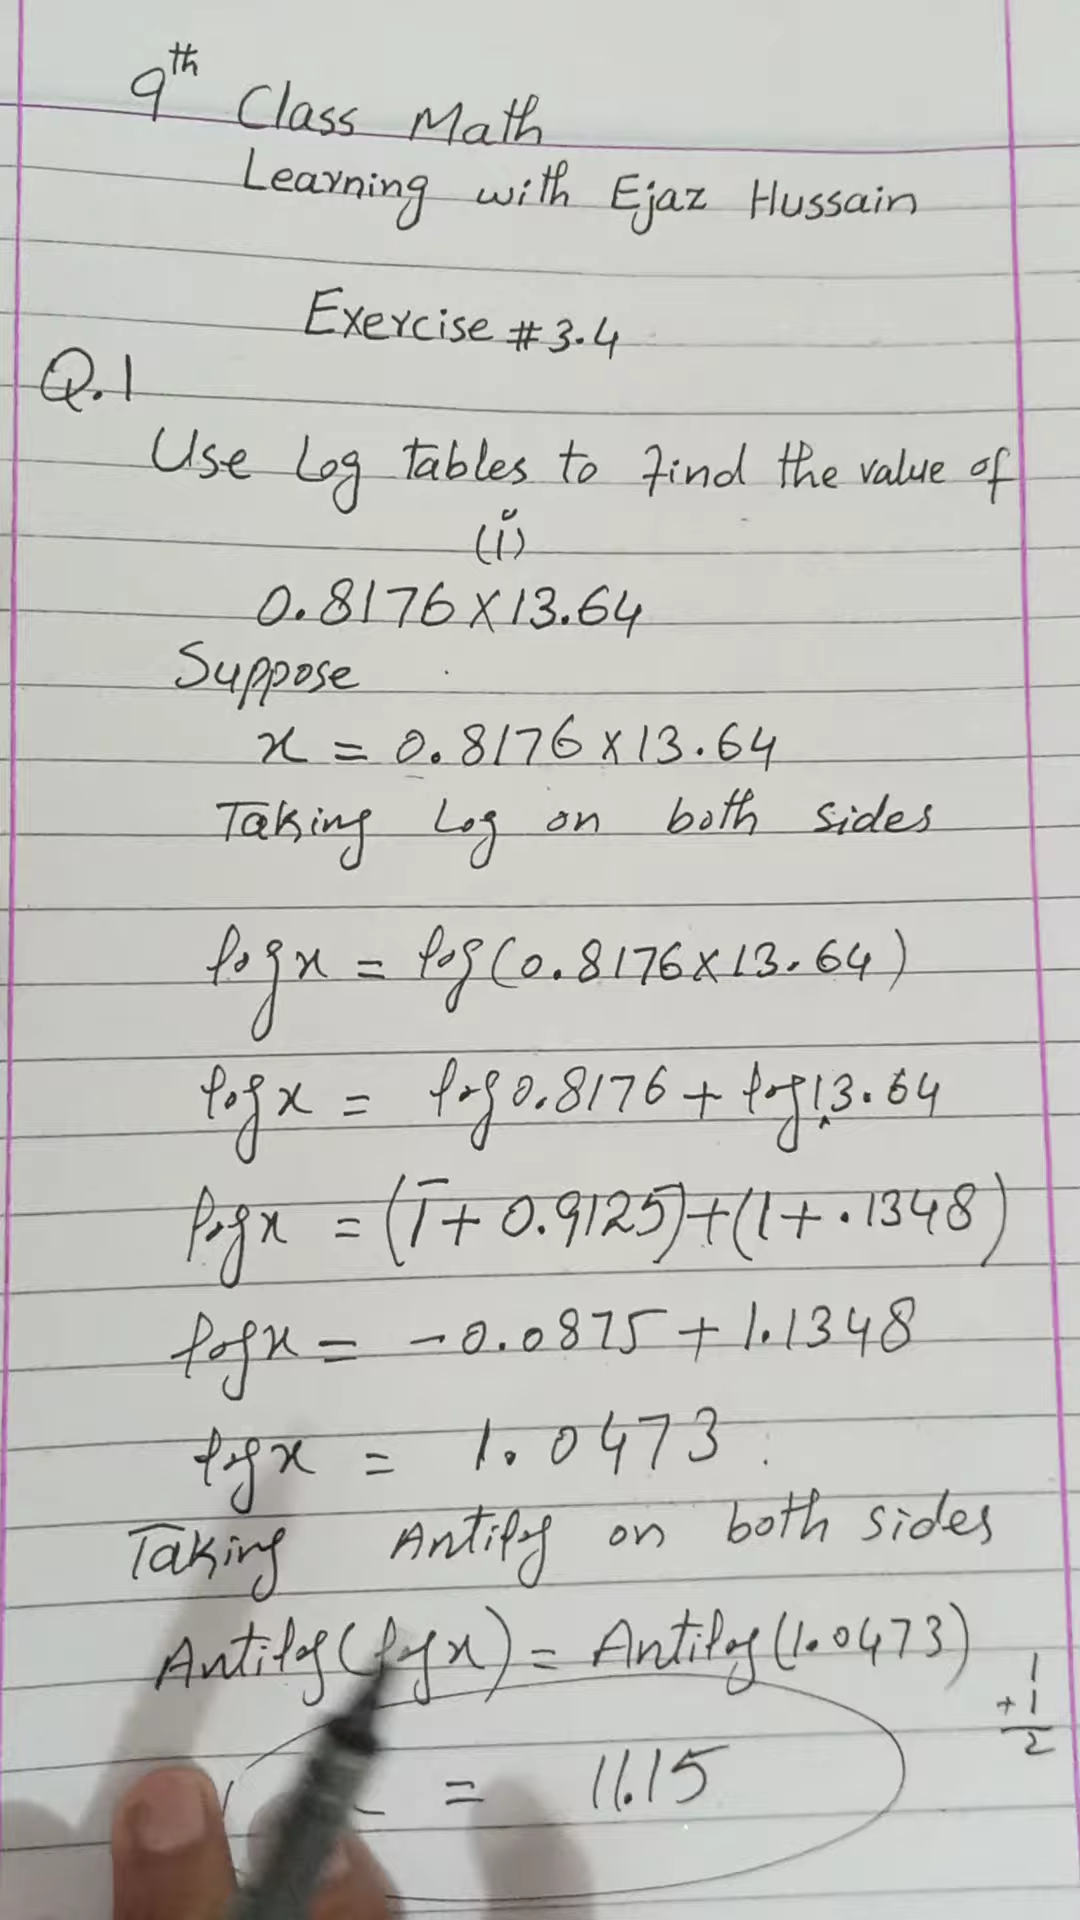 9th Class Math
Learning with Ejaz Hussain
Exercise # 3.4
Q.1
Use Log Tables to find the value of
(i)
0.8176 × 13.64
Suppose
x = 0.8176 × 13.64
Taking Log on both sides
log x = log (0.8176 × 13.64)
log x = log 0.8176 + log 13.64
log x = (1̄ + 0.9125) + (1 + .1348)
log x = -0.0875 + 1.1348
log x = 1.0473
Taking Antilog on both sides
Antilog (log x) = Antilog (1.0473)
1
+ 1
2
= 11.15